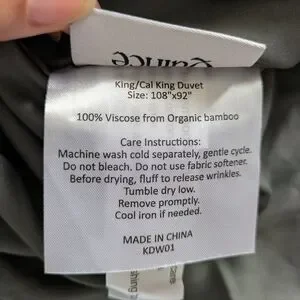 King/Cal King Duvet
Size: 108"x92"
100% Viscose from Organic bamboo
Care Instructions:
Machine wash cold separately, gentle cycle.
Do not bleach. Do not use fabric softener.
Before drying, fluff to release wrinkles.
Tumble dry low.
Remove promptly.
Cool iron if needed.
MADE IN CHINA
KDW01